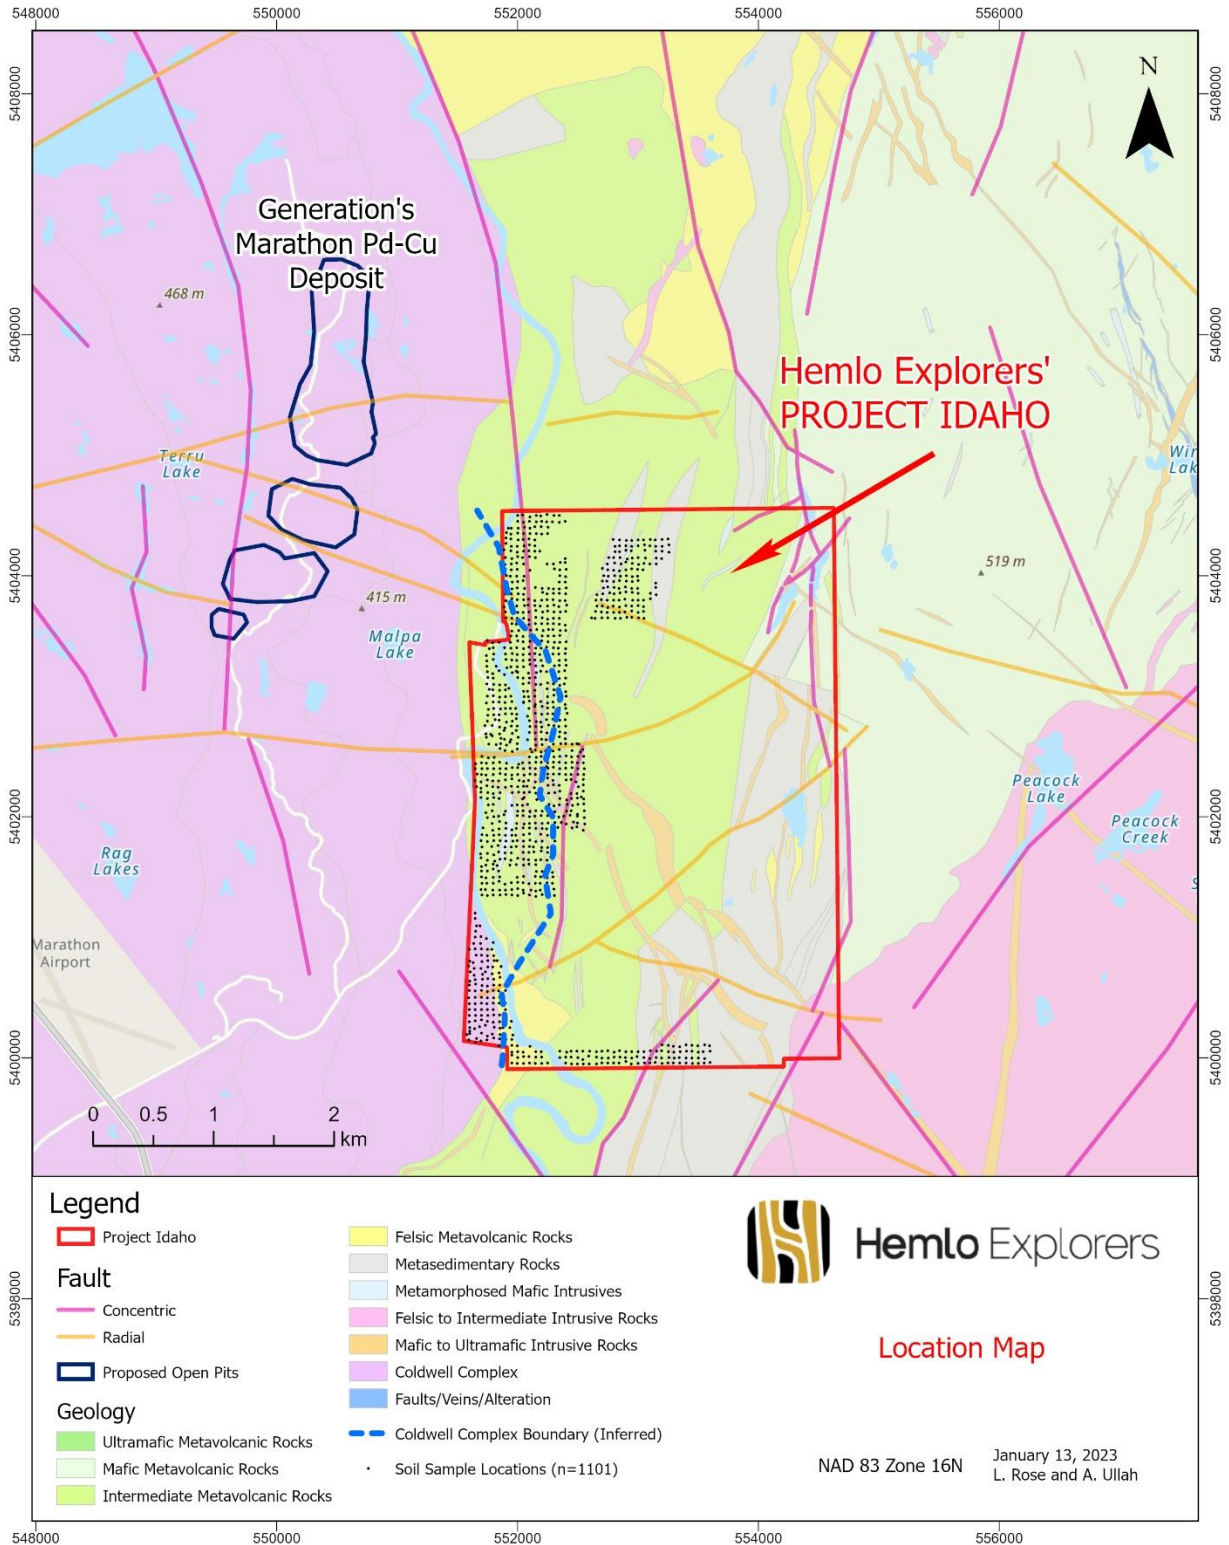 548000
550000
552000
554000
556000
5408000
5408000
N
Generation's
Marathon Pd-Cu
Deposit
468 m
5406000
5406000
Hemlo Explorers'
PROJECT IDAHO
Terru
Lake
Lak
5404000
5404000
519 m
415 m
Malpa
Lake
Peacock
Lake
Peacock
Creek
5402000
5402000
Rag
Lakes
Marathon
Airport
5400000
5400000
0 0.5 1 2
km
Legend
Project Idaho
Fault
Concentric
Radial
Proposed Open Pits
Geology
Ultramafic Metavolcanic Rocks
Mafic Metavolcanic Rocks
Intermediate Metavolcanic Rocks
Felsic Metavolcanic Rocks
Metasedimentary Rocks
Metamorphosed Mafic Intrusives
Felsic to Intermediate Intrusive Rocks
Mafic to Ultramafic Intrusive Rocks
Coldwell Complex
Faults/Veins/Alteration
Coldwell Complex Boundary (Inferred)
Soil Sample Locations (n=1101)
Hemlo Explorers
5398000
5398000
Location Map
NAD 83 Zone 16N
January 13, 2023
L. Rose and A. Ullah
548000
550000
552000
554000
556000